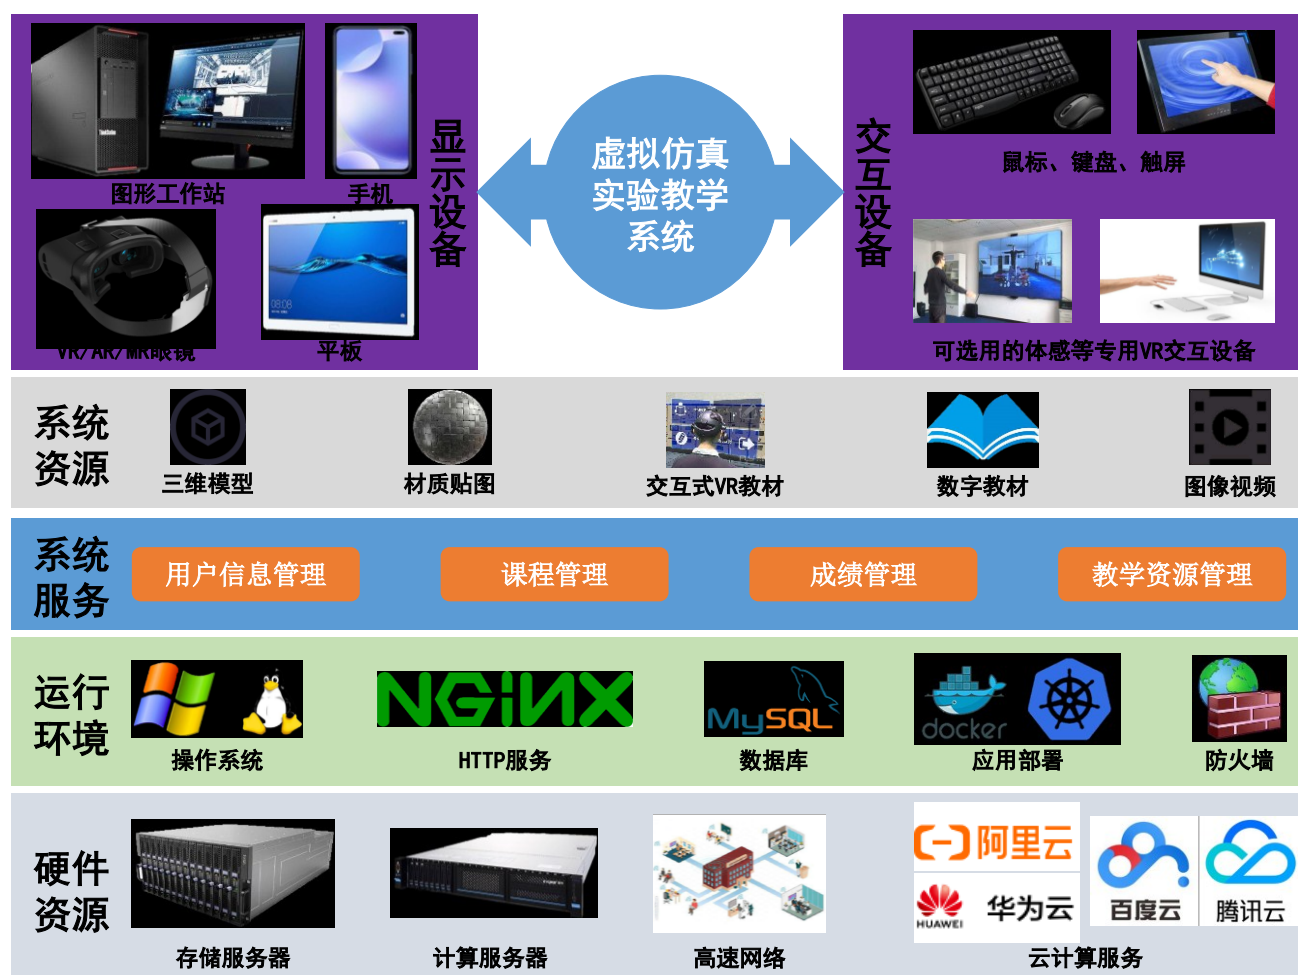 显示设备
图形工作站
手机
VR/AR/MR眼镜
平板
08:08
虚拟仿真
实验教学
系统
交互设备
鼠标、键盘、触屏
可选用的体感等专用VR交互设备
系统
资源
三维模型
材质贴图
交互式VR教材
数字教材
图像视频
系统
服务
用户信息管理
课程管理
成绩管理
教学资源管理
运行
环境
NGiNX
MySQL
docker
操作系统
HTTP服务
数据库
应用部署
防火墙
硬件
资源
阿里云
HUAWEI
华为云
百度云
腾讯云
存储服务器
计算服务器
高速网络
云计算服务